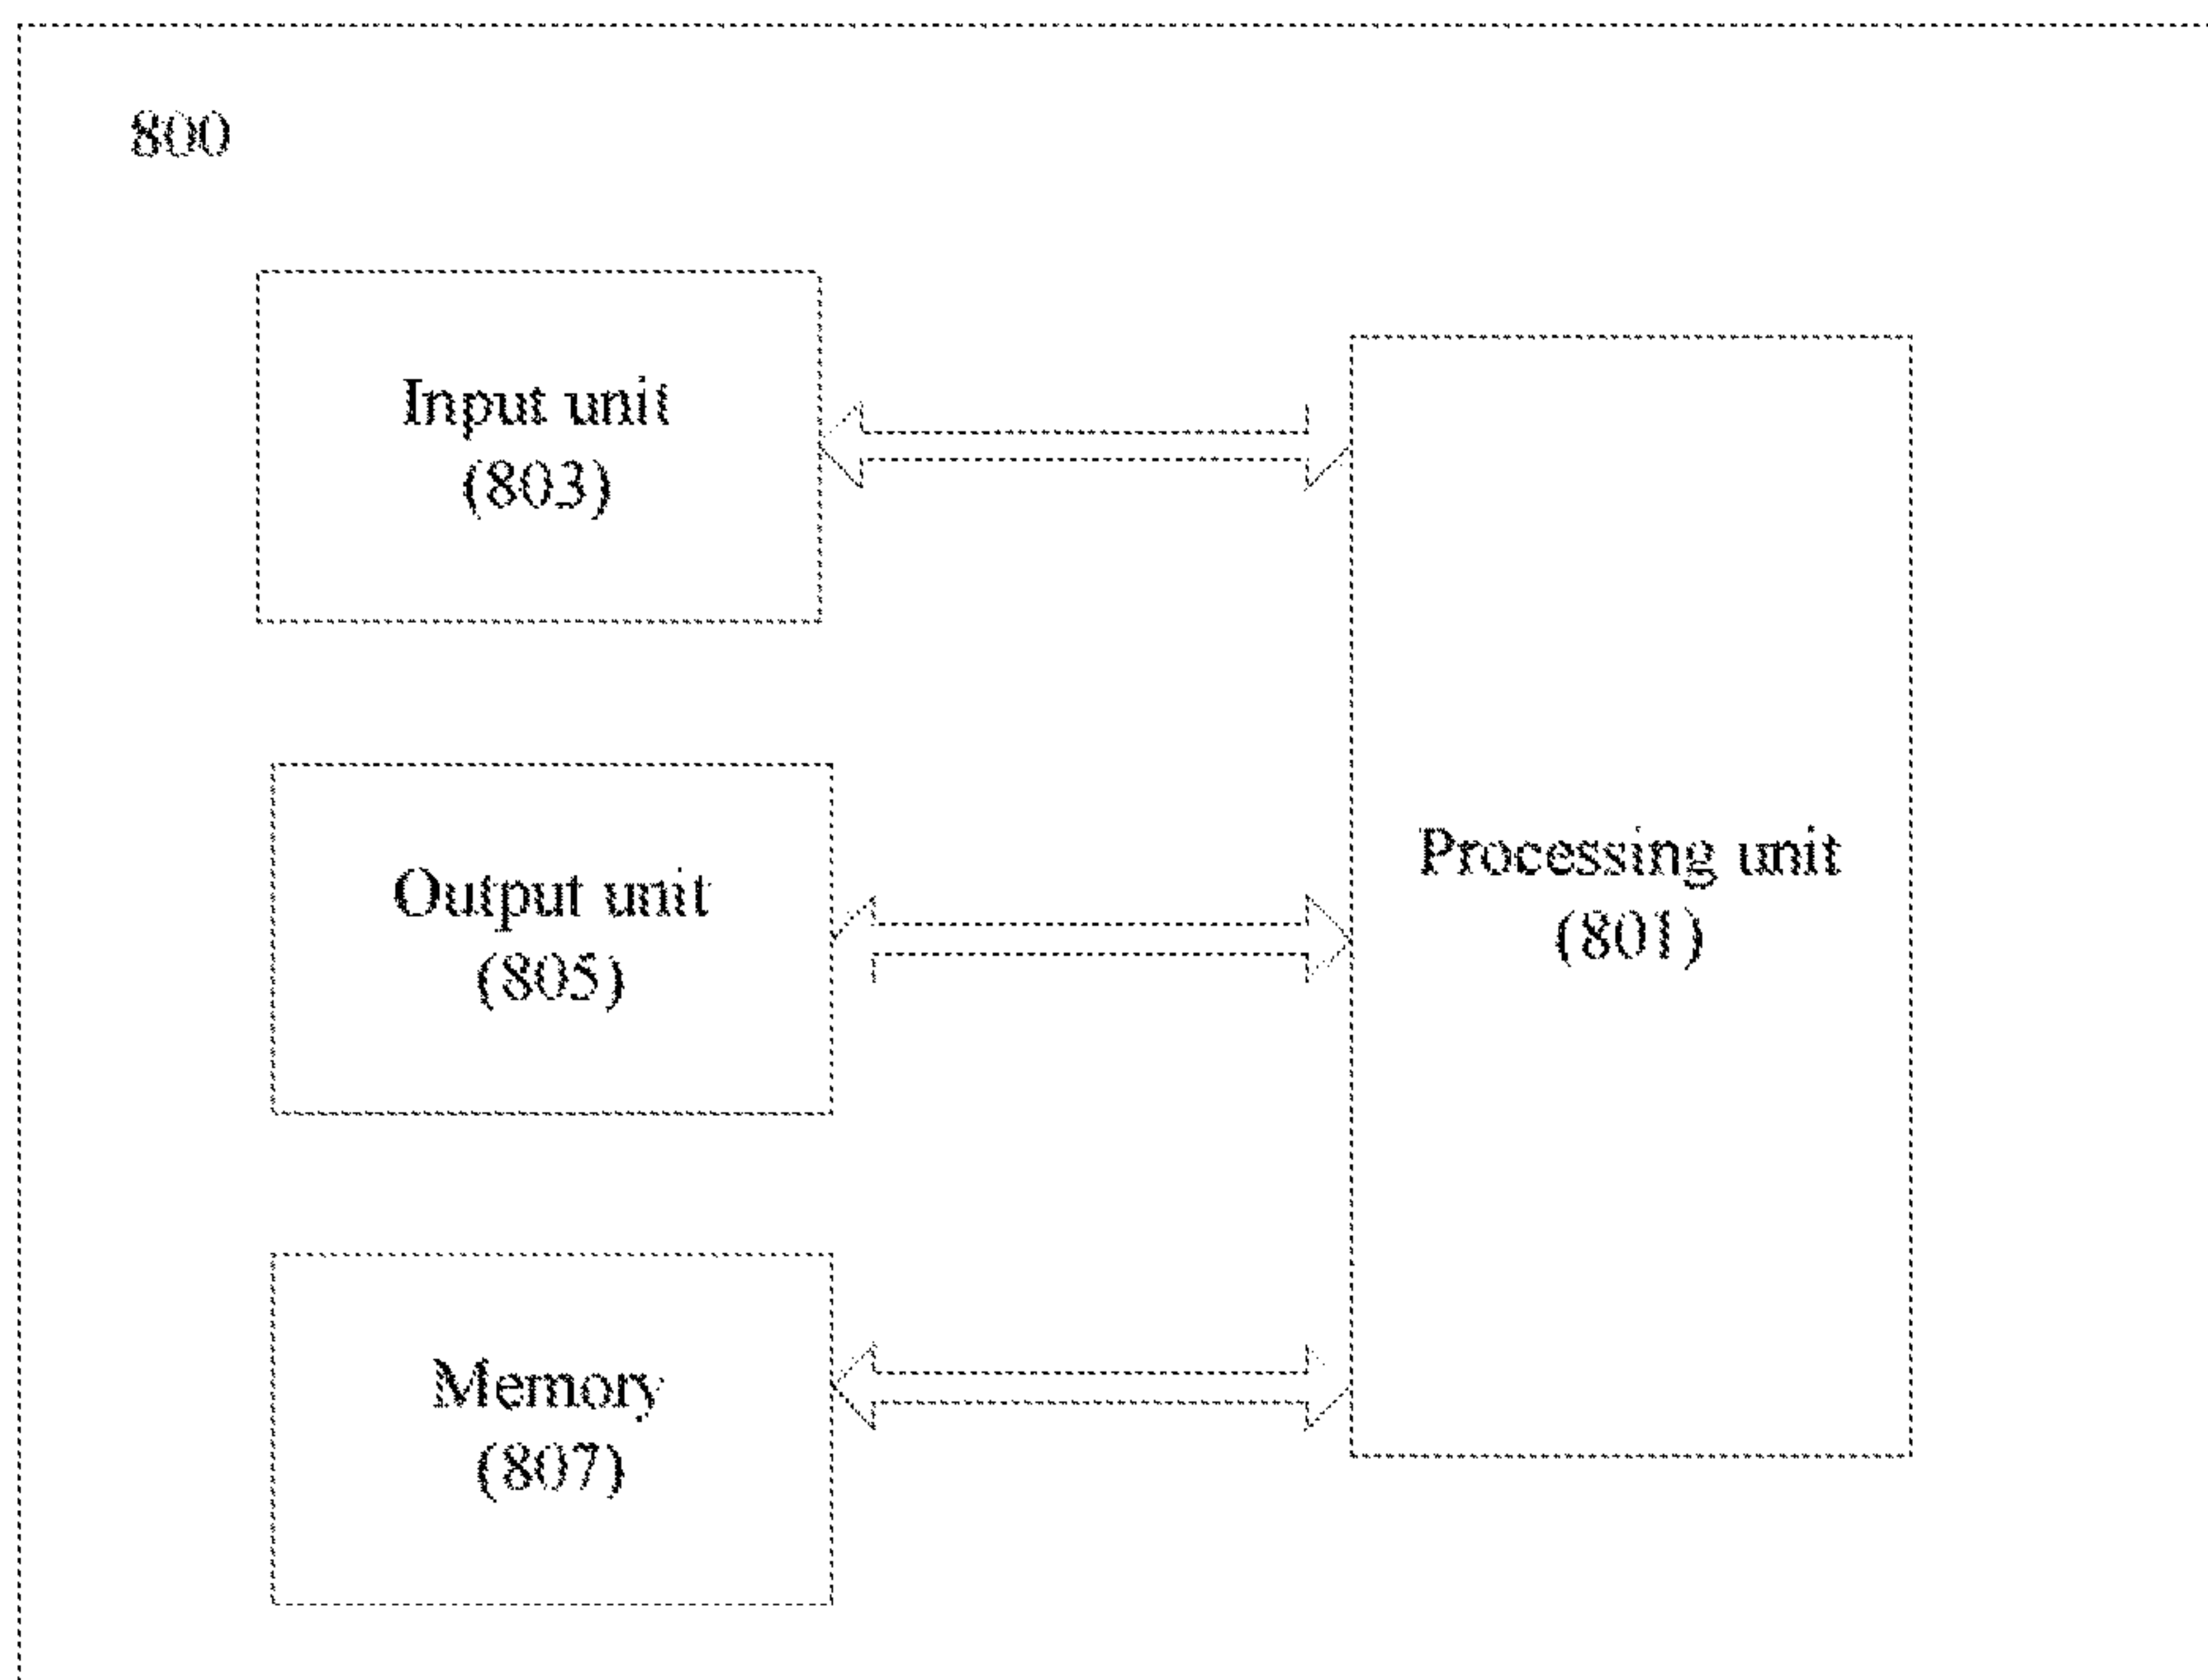 800
Input unit
(803)
Output unit
(805)
Memory
(807)
Processing unit
(801)